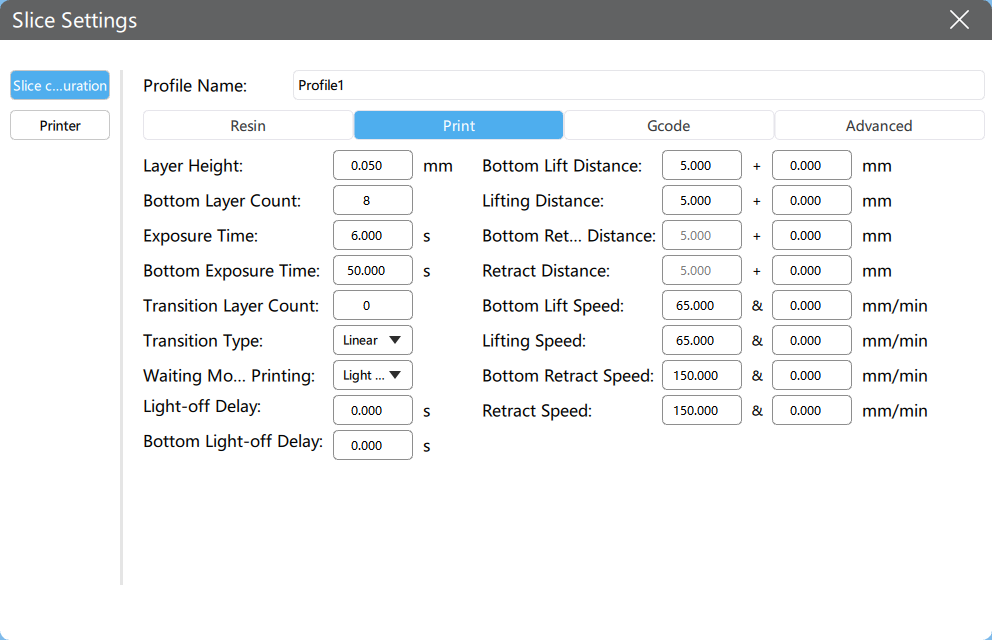 Slice Settings
Slice c...uration
Printer
Profile Name: Profile1
Resin Print Gcode Advanced
Layer Height: 0.050 mm Bottom Lift Distance: 5.000 + 0.000 mm
Bottom Layer Count: 8 Lifting Distance: 5.000 + 0.000 mm
Exposure Time: 6.000 s Bottom Ret... Distance: 5.000 + 0.000 mm
Bottom Exposure Time: 50.000 s Retract Distance: 5.000 + 0.000 mm
Transition Layer Count: 0 Bottom Lift Speed: 65.000 & 0.000 mm/min
Transition Type: Linear Lifting Speed: 65.000 & 0.000 mm/min
Waiting Mo... Printing: Light ... Bottom Retract Speed: 150.000 & 0.000 mm/min
Light-off Delay: 0.000 s Retract Speed: 150.000 & 0.000 mm/min
Bottom Light-off Delay: 0.000 s